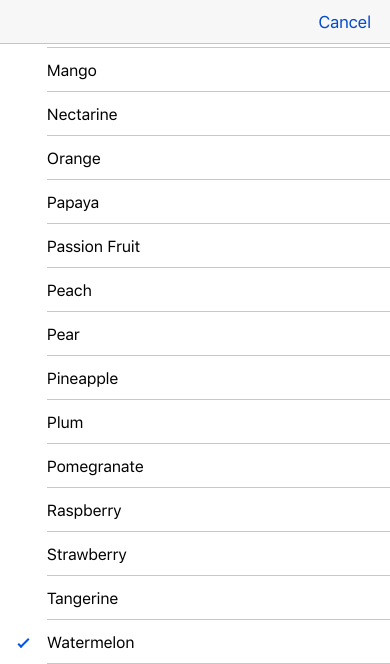 Cancel
Mango
Nectarine
Orange
Papaya
Passion Fruit
Peach
Pear
Pineapple
Plum
Pomegranate
Raspberry
Strawberry
Tangerine
Watermelon